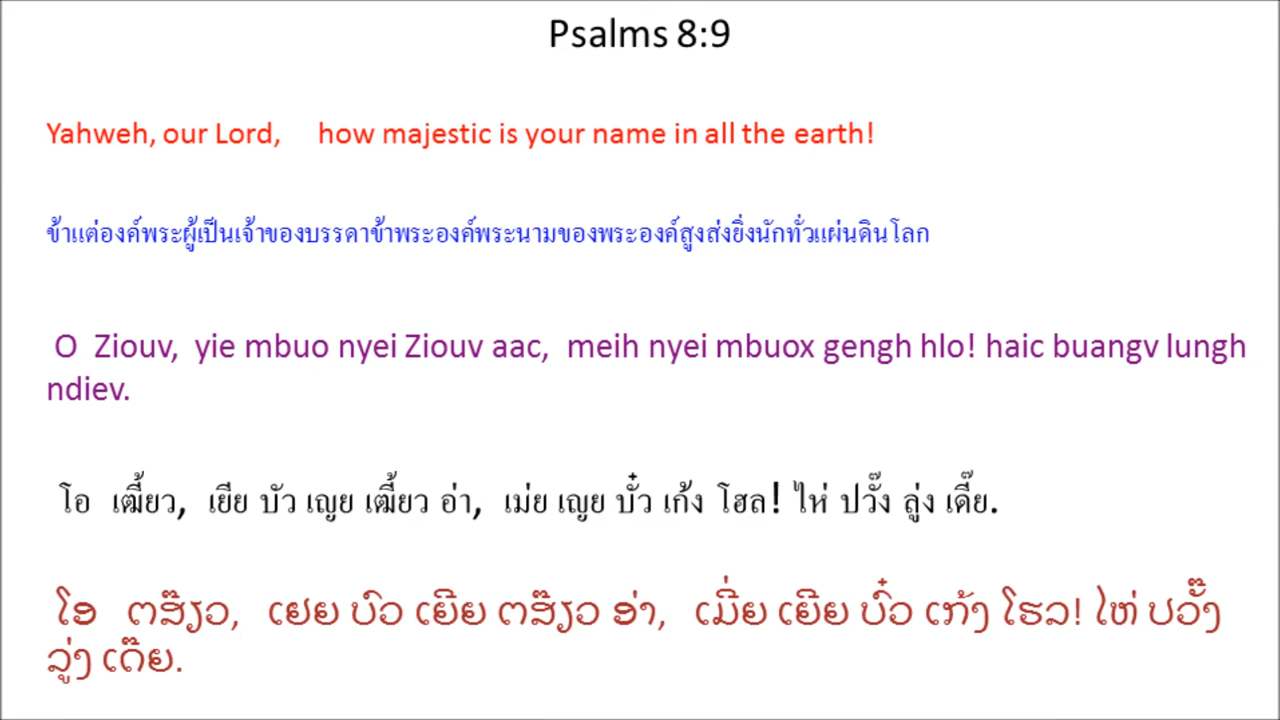 Psalms 8:9
Yahweh, our Lord, how majestic is your name in all the earth!
ข้าแต่องค์พระผู้เป็นเจ้าของบรรดาข้าพระองค์พระนามของพระองค์สูงส่งยิ่งนักทั่วแผ่นดินโลก
O Ziouv, yie mbuo nyei Ziouv aac, meih nyei mbuox gengh hlo! haic buangv lungh
ndiev.
โอ เฒี้ยว, เยีย บัว เญย เฒี้ยว อ่า, เม่ย เญย บั๋ว เก้ง โฮล! ไห่ ปวั๊ง ลู่ง เดี๊ย.
ໂອ ຕສ๊ຽວ, ເຢຍ ບົວ ເຍີຍ ຕສ๊ຽວ ອ່າ, ເມີ່ຍ ເຍີຍ ບົ໋ວ ເກ້ງ ໂຮລ! ໄຫ່ ປວັ໊ງ
ລູ່ງ ເດ໊ຍ.